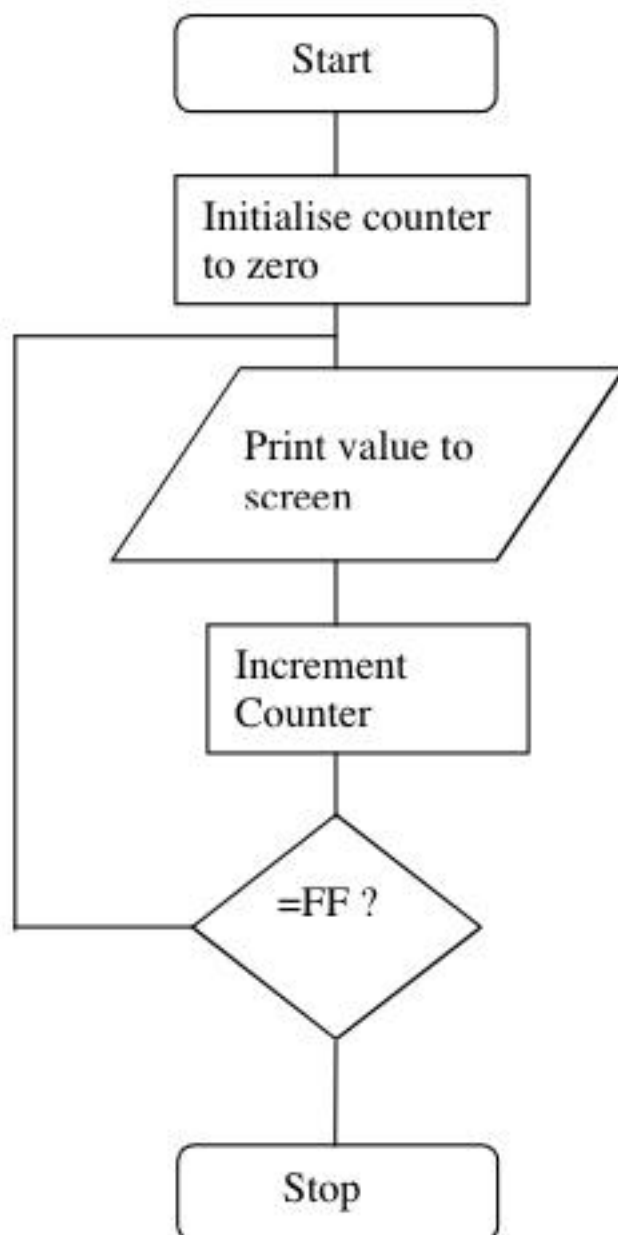 Start
Initialise counter
to zero
Print value to
screen
Increment
Counter
=FF ?
Stop